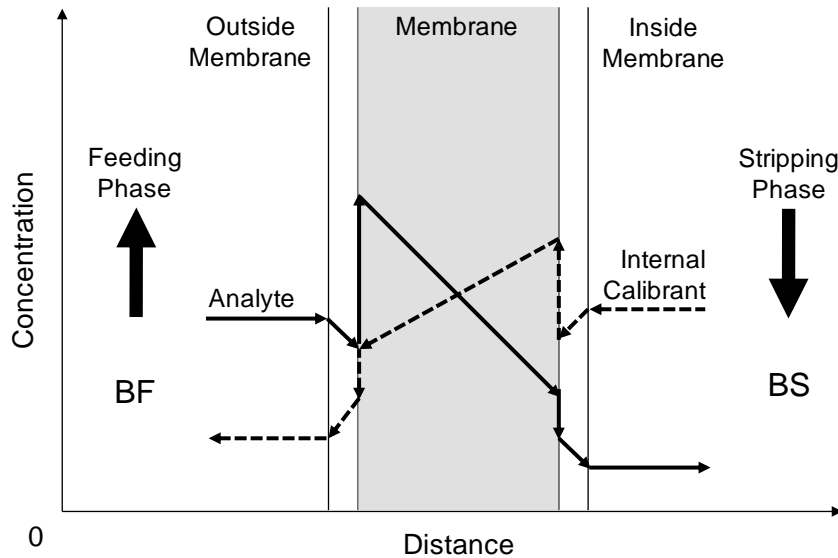 Outside
Membrane
Membrane
Inside
Membrane
Feeding
Phase
Stripping
Phase
Concentration
Analyte
Internal
Calibrant
BF
BS
0
Distance